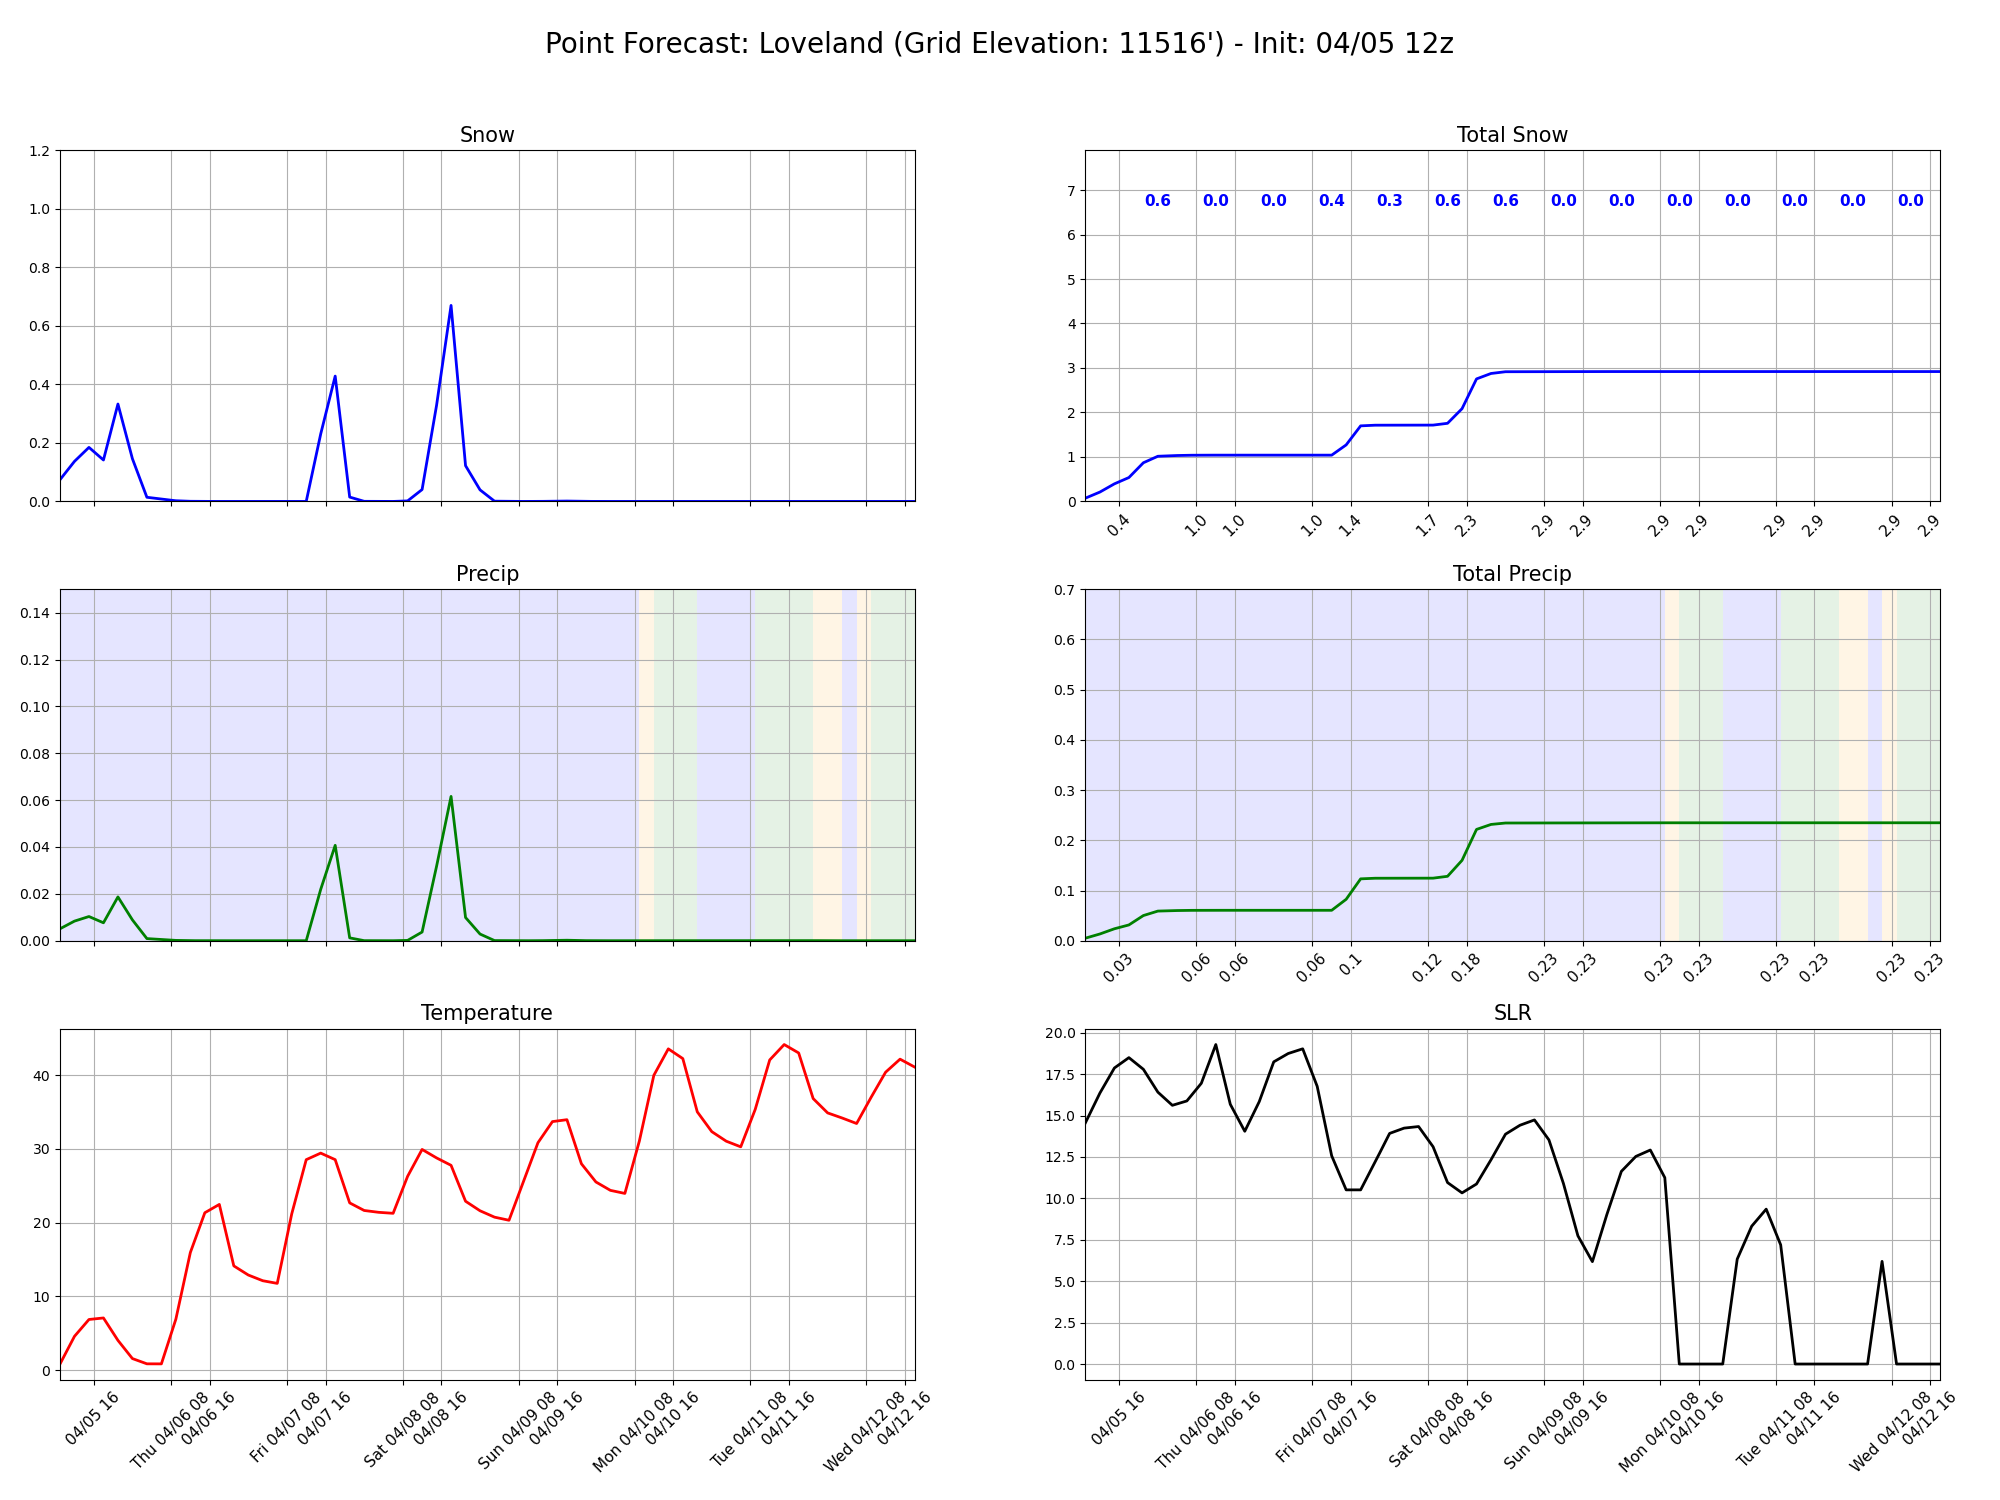 Point Forecast: Loveland (Grid Elevation: 11516') - Init: 04/05 12z
Snow
1.2
1.0
0.8
0.6
0.4
0.2
0.0
Total Snow
7
6
5
4
3
2
1
0
0.6 0.0 0.0 0.4 0.3 0.6 0.6 0.0 0.0 0.0 0.0 0.0 0.0 0.0
0.4 1.0 1.0 1.0 1.4 1.7 2.3 2.9 2.9 2.9 2.9 2.9 2.9 2.9 2.9
Precip
0.14
0.12
0.10
0.08
0.06
0.04
0.02
0.00
Total Precip
0.7
0.6
0.5
0.4
0.3
0.2
0.1
0.0
0.03 0.06 0.06 0.06 0.1 0.12 0.18 0.23 0.23 0.23 0.23 0.23 0.23 0.23 0.23
Temperature
40
30
20
10
0
04/05 16
Thu 04/06 08
04/06 16
Fri 04/07 08
04/07 16
Sat 04/08 08
04/08 16
Sun 04/09 08
04/09 16
Mon 04/10 08
04/10 16
Tue 04/11 08
04/11 16
Wed 04/12 08
04/12 16
SLR
20.0
17.5
15.0
12.5
10.0
7.5
5.0
2.5
0.0
04/05 16
Thu 04/06 08
04/06 16
Fri 04/07 08
04/07 16
Sat 04/08 08
04/08 16
Sun 04/09 08
04/09 16
Mon 04/10 08
04/10 16
Tue 04/11 08
04/11 16
Wed 04/12 08
04/12 16